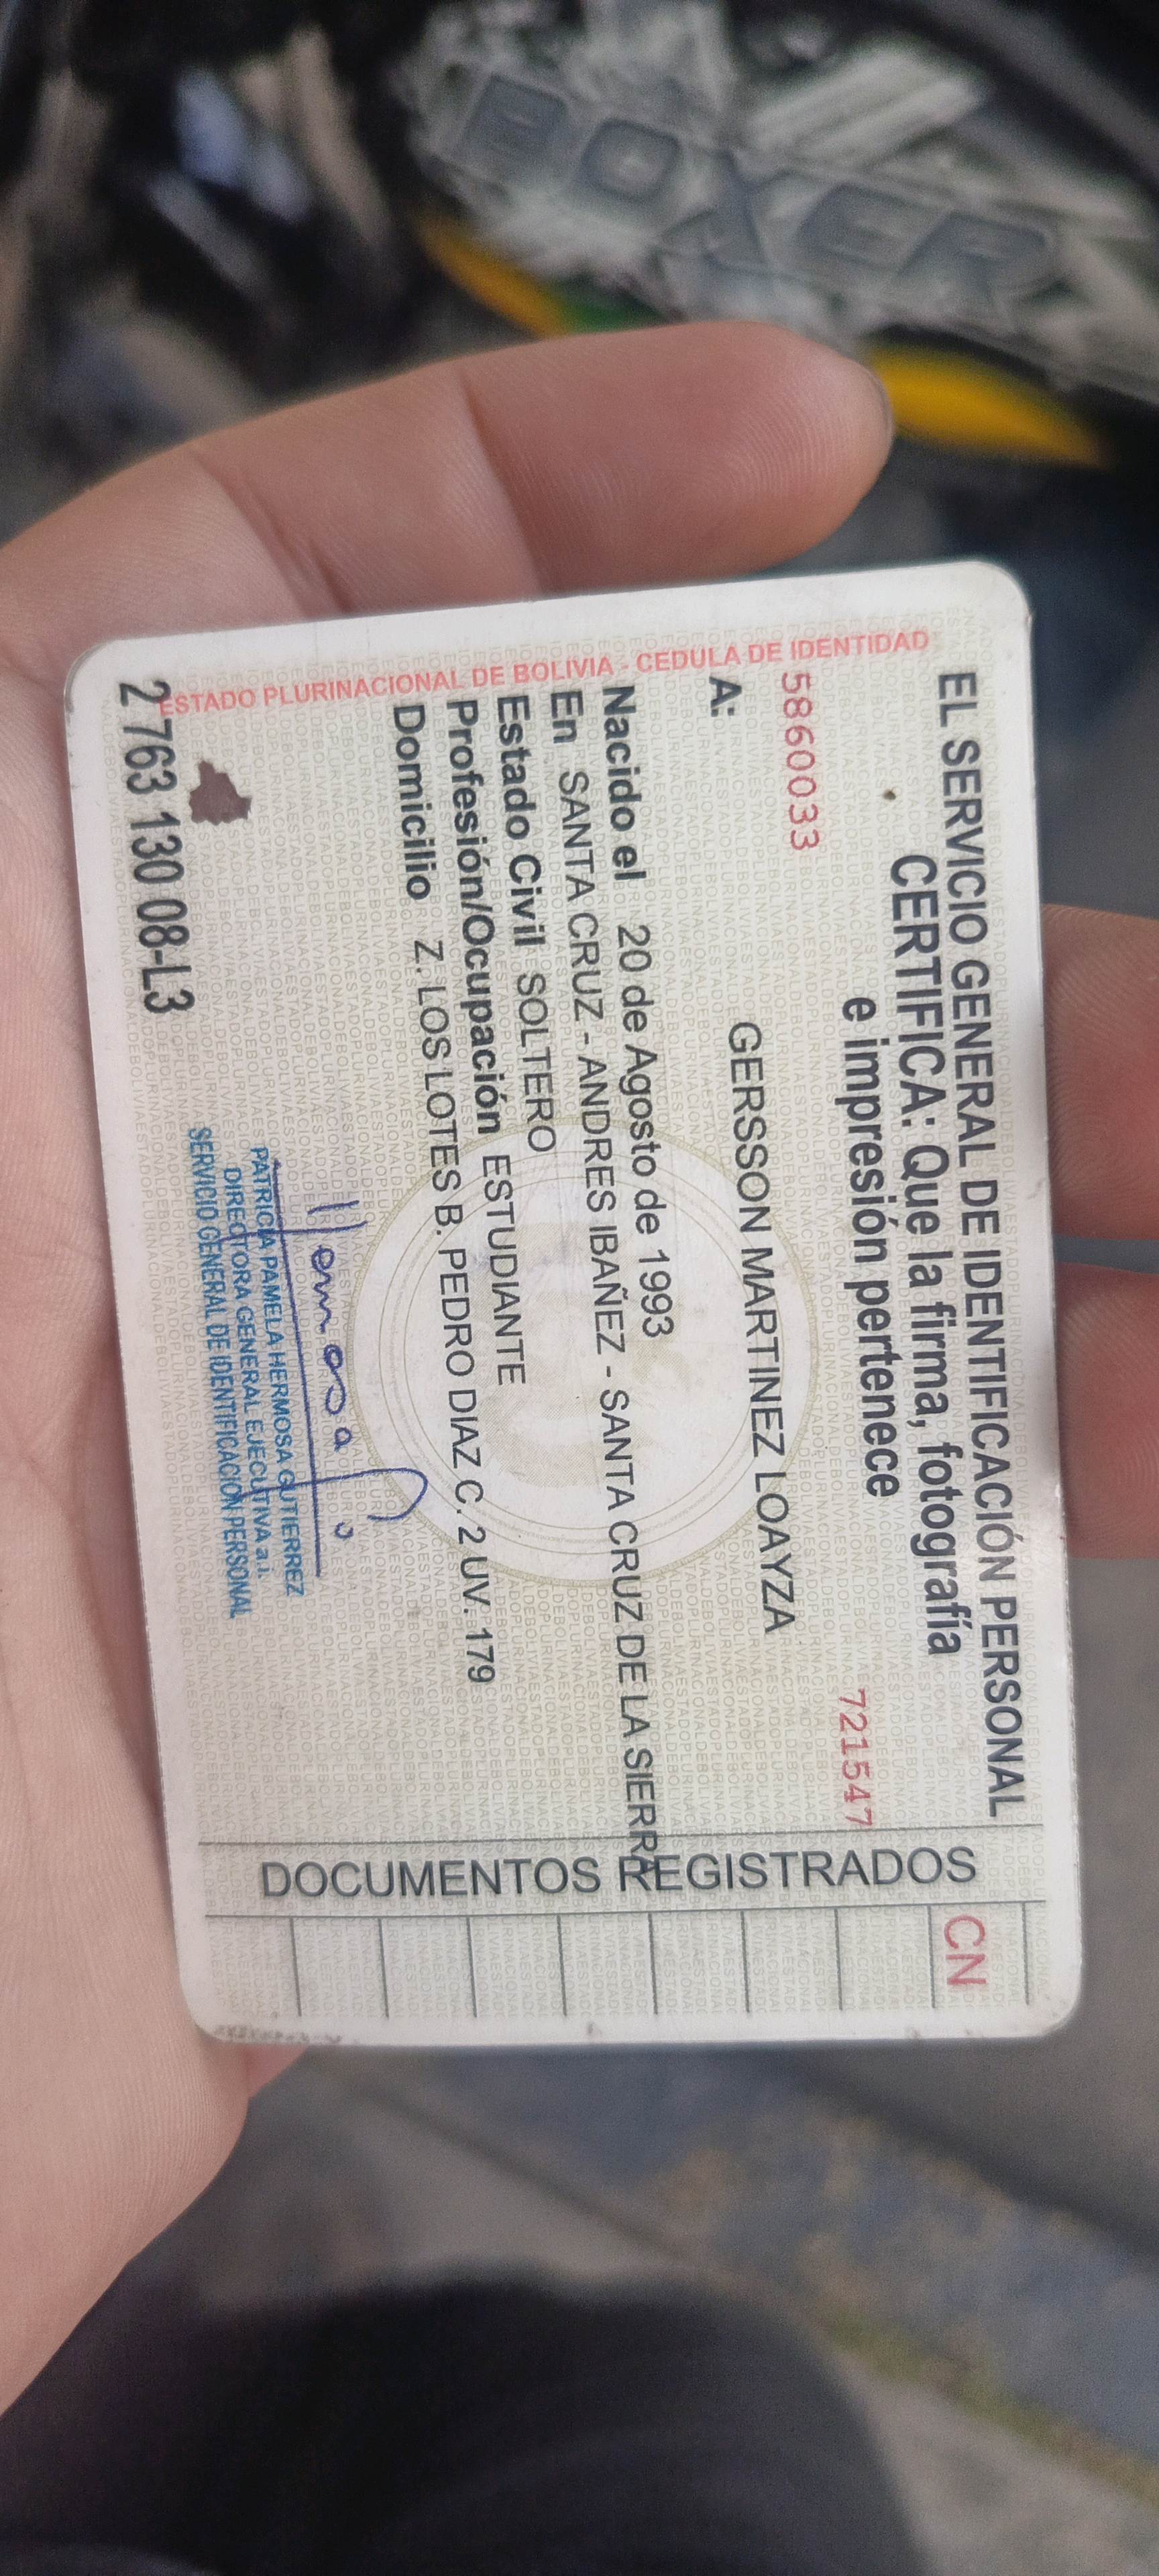 BOXER
ESTADO PLURINACIONAL DE BOLIVIA - CEDULA DE IDENTIDAD
EL SERVICIO GENERAL DE IDENTIFICACIÓN PERSONAL
CERTIFICA: Que la firma, fotografía
e impresión pertenece
5860033
721547
A:
GERSSON MARTINEZ LOAYZA
Nacido el 20 de Agosto de 1993
En SANTA CRUZ - ANDRES IBAÑEZ - SANTA CRUZ DE LA SIERRA
Estado Civil SOLTERO
Profesión/Ocupación ESTUDIANTE
Domicilio Z. LOS LOTES B. PEDRO DIAZ C. 2 UV. 179
Hermosa G
PATRICIA PAMELA HERMOSA GUTIERREZ
DIRECTORA GENERAL EJECUTIVA a.i.
SERVICIO GENERAL DE IDENTIFICACIÓN PERSONAL
2 763 130 08-L3
DOCUMENTOS REGISTRADOS
CN